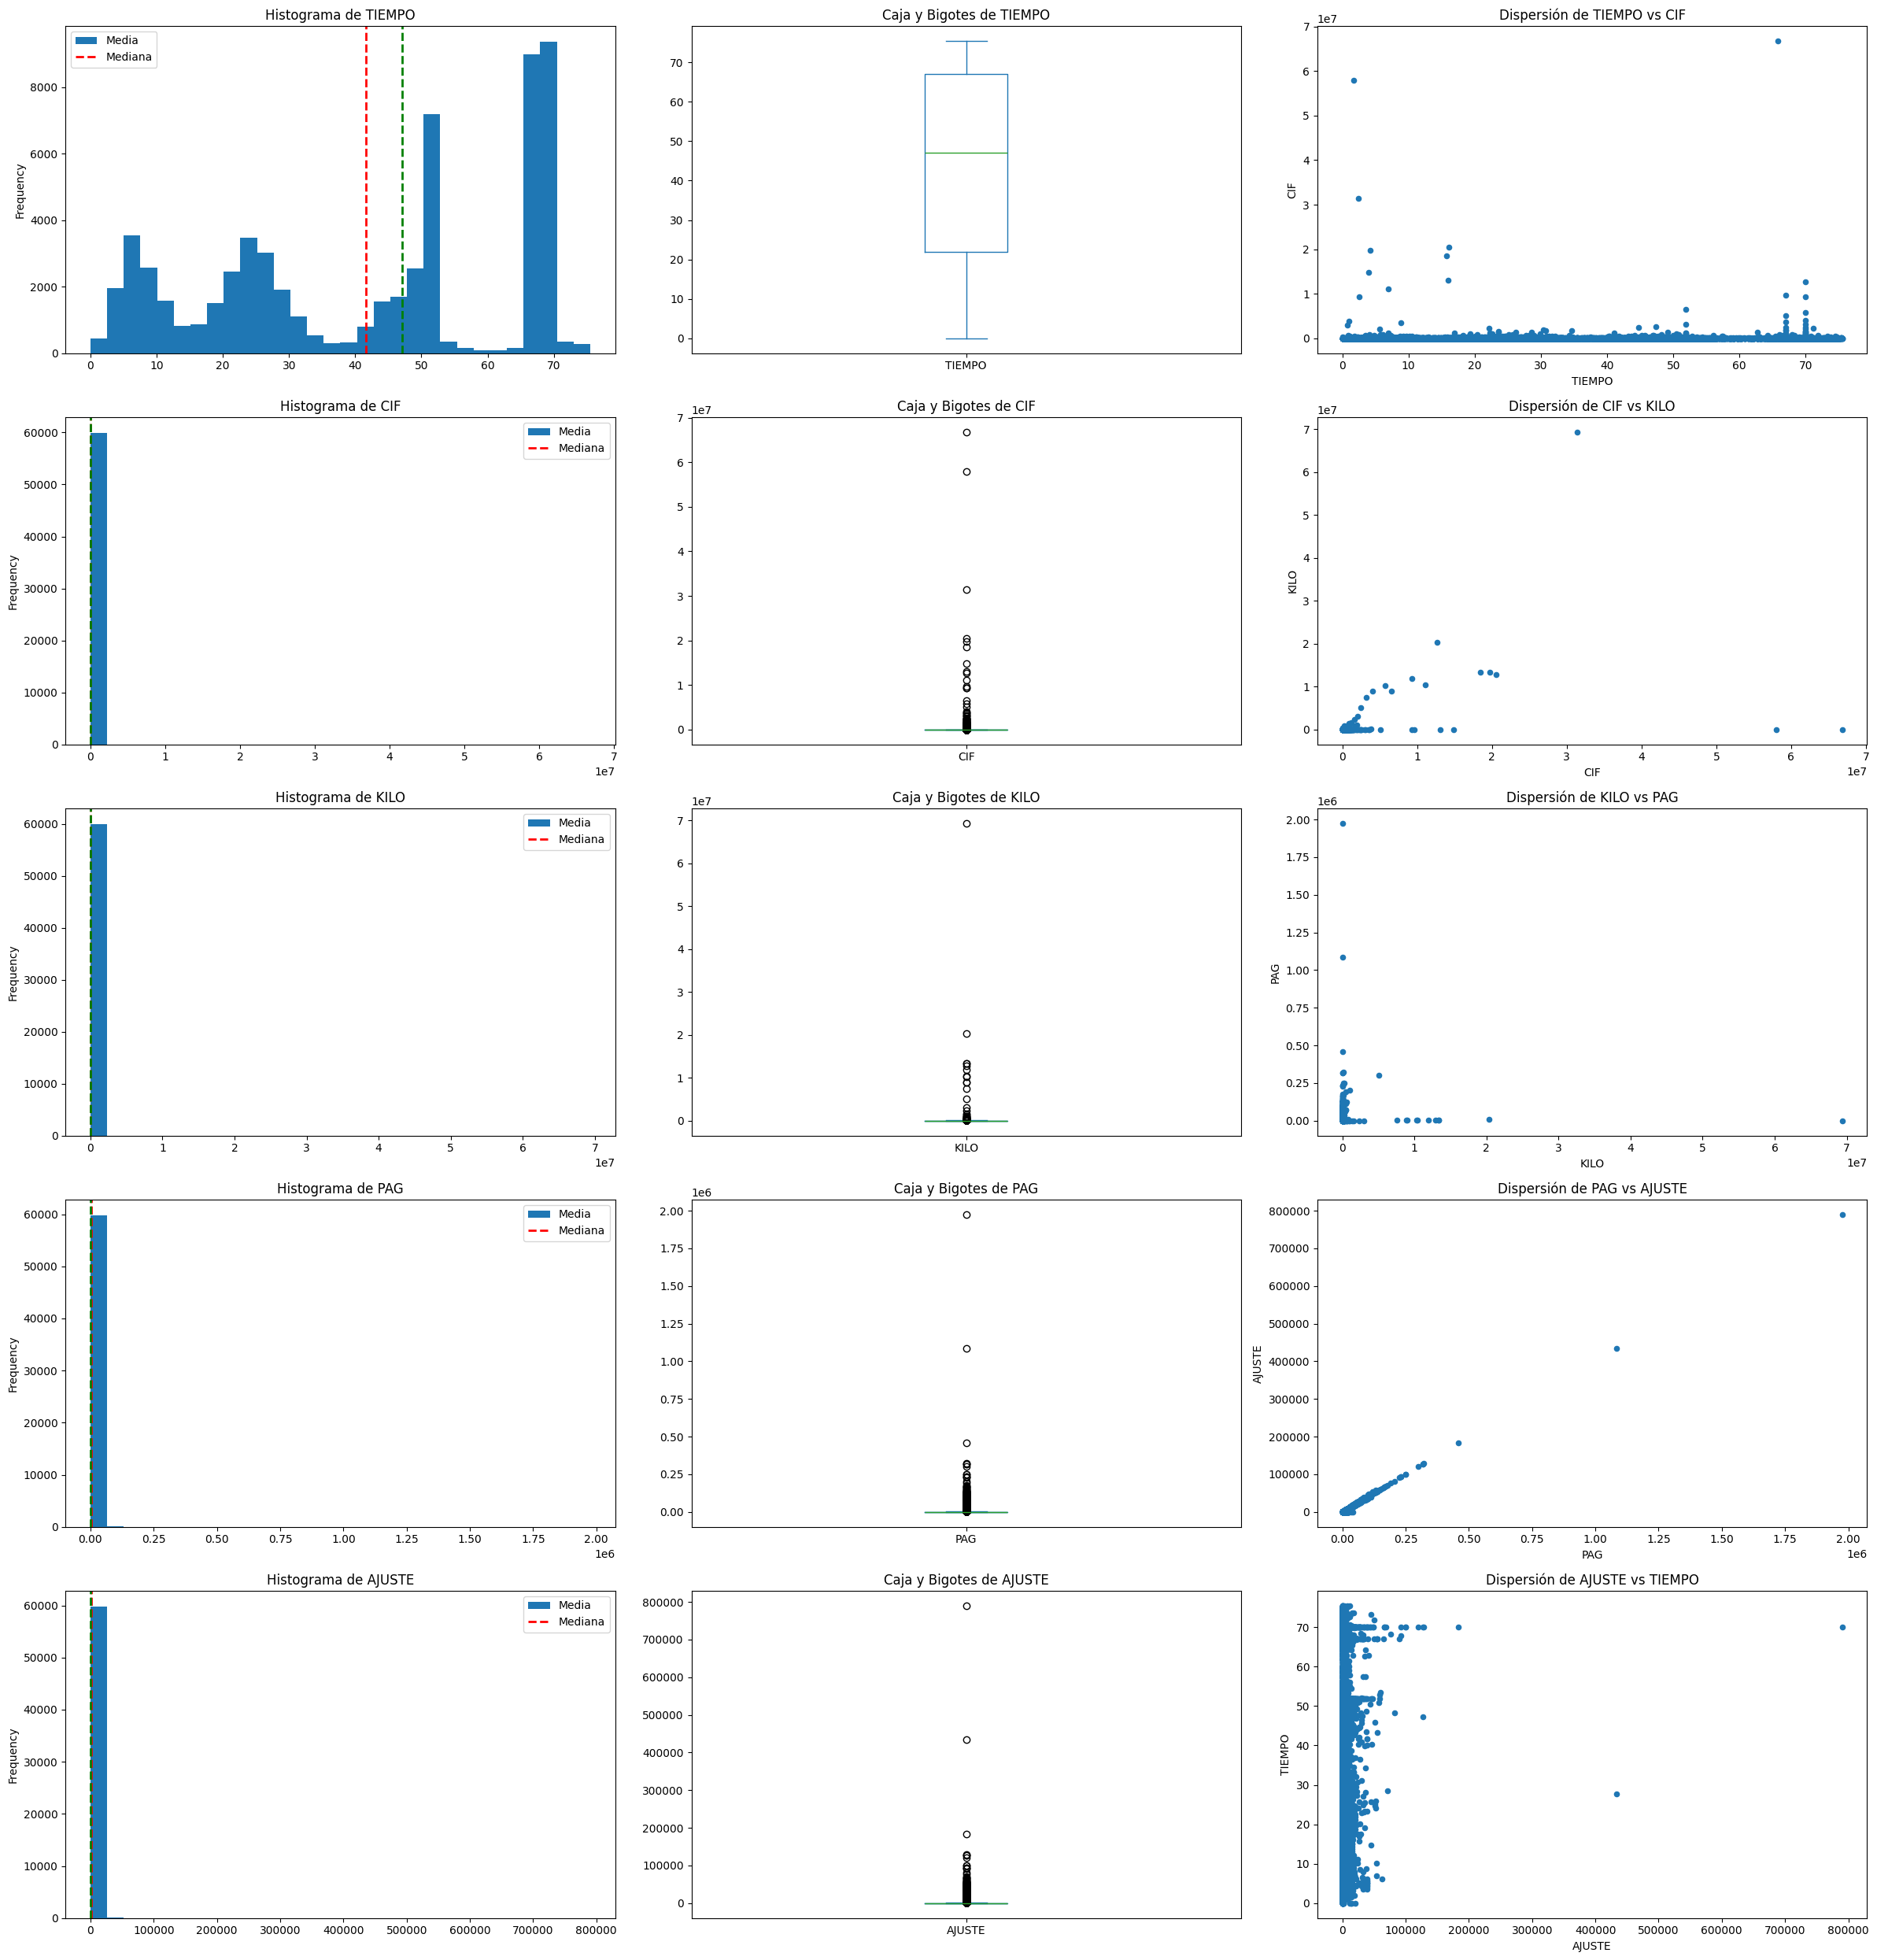 Histograma de TIEMPO
Media
Mediana
Frequency
0 2000 4000 6000 8000
0 10 20 30 40 50 60 70
Caja y Bigotes de TIEMPO
0 10 20 30 40 50 60 70
TIEMPO
Dispersión de TIEMPO vs CIF
1e7
CIF
0 1 2 3 4 5 6 7
0 10 20 30 40 50 60 70
TIEMPO
Histograma de CIF
Media
Mediana
Frequency
0 10000 20000 30000 40000 50000 60000
0 1 2 3 4 5 6 7
1e7
Caja y Bigotes de CIF
1e7
0 1 2 3 4 5 6 7
CIF
Dispersión de CIF vs KILO
1e7
KILO
0 1 2 3 4 5 6 7
0 1 2 3 4 5 6 7
CIF
1e7
Histograma de KILO
Media
Mediana
Frequency
0 10000 20000 30000 40000 50000 60000
0 1 2 3 4 5 6 7
1e7
Caja y Bigotes de KILO
1e7
0 1 2 3 4 5 6 7
KILO
Dispersión de KILO vs PAG
1e6
PAG
0.00 0.25 0.50 0.75 1.00 1.25 1.50 1.75 2.00
0 1 2 3 4 5 6 7
KILO
1e7
Histograma de PAG
Media
Mediana
Frequency
0 10000 20000 30000 40000 50000 60000
0.00 0.25 0.50 0.75 1.00 1.25 1.50 1.75 2.00
1e6
Caja y Bigotes de PAG
1e6
0.00 0.25 0.50 0.75 1.00 1.25 1.50 1.75 2.00
PAG
Dispersión de PAG vs AJUSTE
AJUSTE
0 100000 200000 300000 400000 500000 600000 700000 800000
0.00 0.25 0.50 0.75 1.00 1.25 1.50 1.75 2.00
PAG
1e6
Histograma de AJUSTE
Media
Mediana
Frequency
0 10000 20000 30000 40000 50000 60000
0 100000 200000 300000 400000 500000 600000 700000 800000
Caja y Bigotes de AJUSTE
0 100000 200000 300000 400000 500000 600000 700000 800000
AJUSTE
Dispersión de AJUSTE vs TIEMPO
TIEMPO
0 10 20 30 40 50 60 70
0 100000 200000 300000 400000 500000 600000 700000 800000
AJUSTE